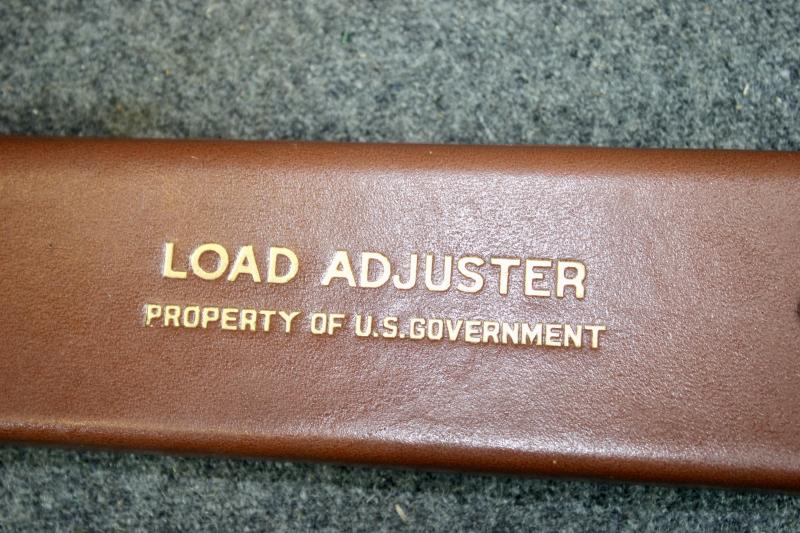 LOAD ADJUSTER
PROPERTY OF U.S.GOVERNMENT